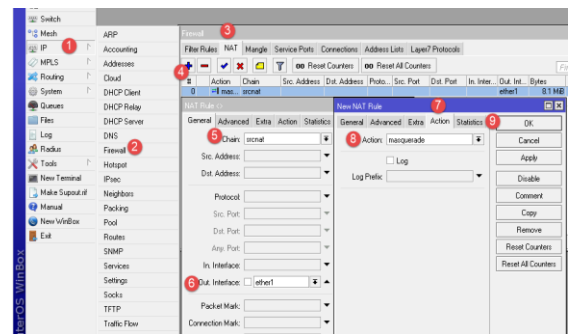 Switch
Mesh
IP
1
MPLS
Routing
System
Queues
Files
Log
Radius
Tools
New Terminal
Make Supout.rif
Manual
New WinBox
Exit
terOS WinBox
ARP
Accounting
Addresses
Cloud
DHCP Client
DHCP Relay
DHCP Server
DNS
Firewall 2
Hotspot
IPsec
Neighbors
Packing
Pool
Routes
SNMP
Services
Settings
Socks
TFTP
Traffic Flow
Firewall 3
Filter Rules NAT Mangle Service Ports Connections Address Lists Layer7 Protocols
4 Reset Counters 00 Reset All Counters
# Action Chain Src. Address Dst. Address Proto... Src. Port Dst. Port In. Inter... Out. Int... Bytes
0 mas... srcnat ether1 8.1 MiB
NAT Rule <>
General Advanced Extra Action Statistics
5 Chain: srcnat
Src. Address:
Dst. Address:
Protocol:
Src. Port:
Dst. Port:
Any. Port:
In. Interface:
6 Out. Interface: ether1
Packet Mark:
Connection Mark:
New NAT Rule 7
General Advanced Extra Action Statistics 9
8 Action: masquerade
Log
Log Prefix:
OK
Cancel
Apply
Disable
Comment
Copy
Remove
Reset Counters
Reset All Counters